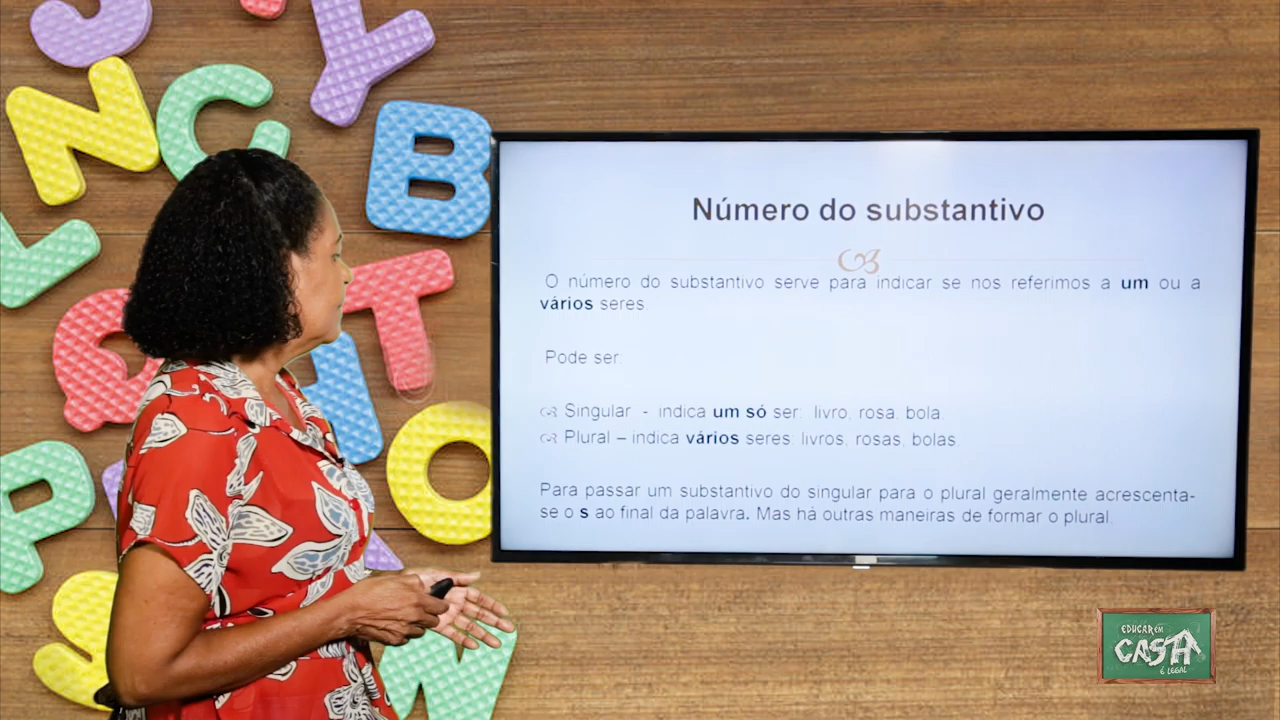 Número do substantivo
O número do substantivo serve para indicar se nos referimos a um ou a
vários seres.
Pode ser:
Singular - indica um só ser: livro, rosa, bola.
Plural – indica vários seres: livros, rosas, bolas.
Para passar um substantivo do singular para o plural geralmente acrescenta-
se o s ao final da palavra. Mas há outras maneiras de formar o plural.
EDUCAR EM
CASA
É LEGAL
J
Y
N
C
B
L
T
O
P